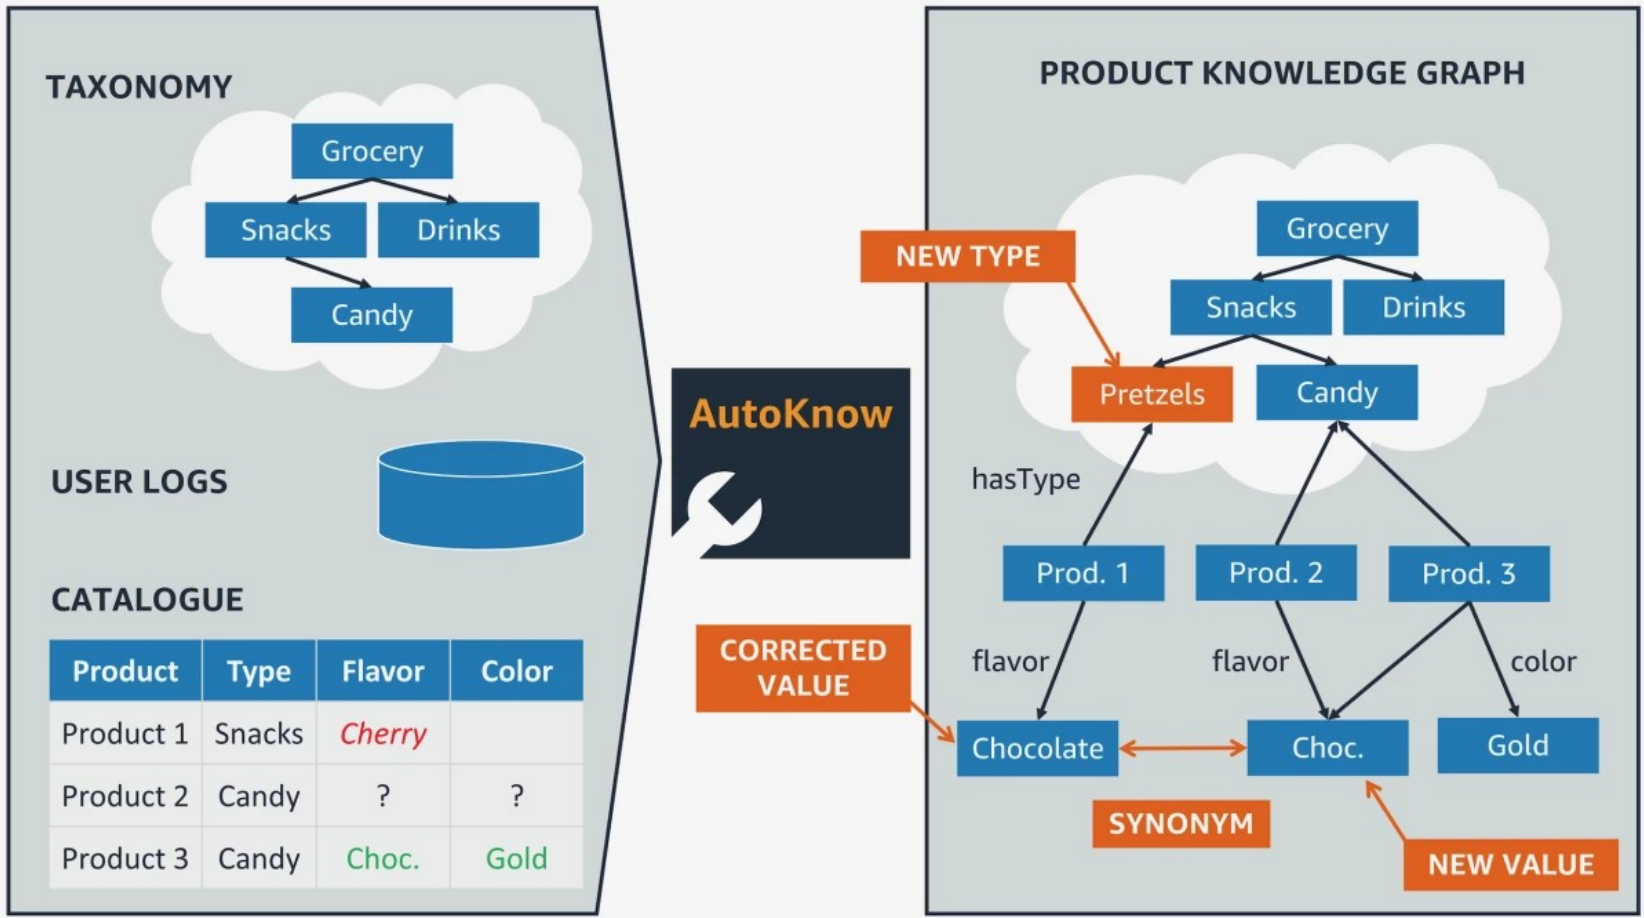 TAXONOMY
Grocery
Snacks Drinks
Candy
USER LOGS
CATALOGUE
Product Type Flavor Color
Product 1 Snacks Cherry
Product 2 Candy ? ?
Product 3 Candy Choc. Gold
AutoKnow
PRODUCT KNOWLEDGE GRAPH
Grocery
NEW TYPE
Snacks Drinks
Pretzels Candy
hasType
Prod. 1 Prod. 2 Prod. 3
CORRECTED
VALUE
flavor flavor color
Chocolate Choc. Gold
SYNONYM
NEW VALUE